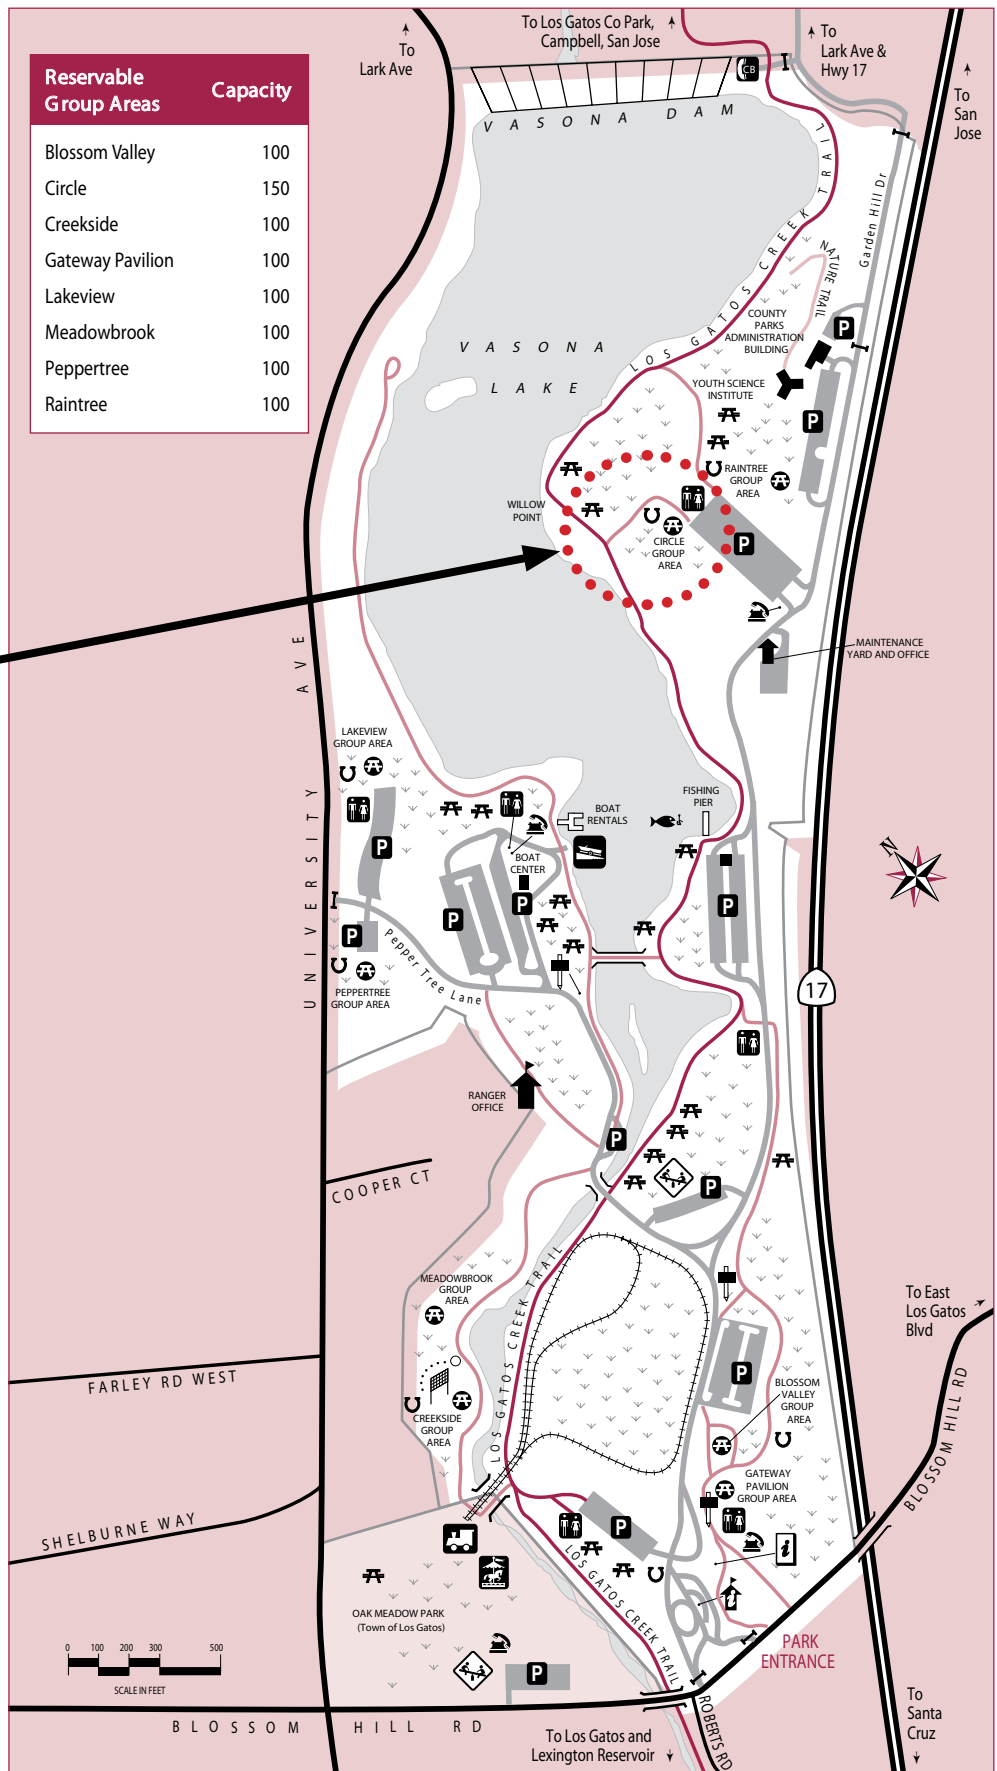 To Los Gatos Co Park,
Campbell, San Jose
To
Lark Ave
To
Lark Ave &
Hwy 17
To
San
Jose
Reservable
Group Areas
Capacity
Blossom Valley 100
Circle 150
Creekside 100
Gateway Pavilion 100
Lakeview 100
Meadowbrook 100
Peppertree 100
Raintree 100
CB
VASONA DAM
LOS GATOS CREEK TRAIL
Garden Hill Dr
NATURE TRAIL
COUNTY
PARKS
ADMINISTRATION
BUILDING
P
VASONA
LAKE
YOUTH SCIENCE
INSTITUTE
P
RAINTREE
GROUP
AREA
WILLOW
POINT
CIRCLE
GROUP
AREA
P
MAINTENANCE
YARD AND OFFICE
UNIVERSITY AVE
LAKEVIEW
GROUP AREA
P
BOAT
RENTALS
FISHING
PIER
BOAT
CENTER
P
P
P
P
Pepper Tree Lane
PEPPERTREE
GROUP AREA
N
17
RANGER
OFFICE
P
COOPER CT
P
MEADOWBROOK
GROUP
AREA
LOS GATOS CREEK TRAIL
To East
Los Gatos
Blvd
FARLEY RD WEST
P
BLOSSOM
VALLEY
GROUP
AREA
CREEKSIDE
GROUP
AREA
BLOSSOM HILL RD
GATEWAY
PAVILION
GROUP AREA
SHELBURNE WAY
P
i
LOS GATOS CREEK TRAIL
i
OAK MEADOW PARK
(Town of Los Gatos)
PARK
ENTRANCE
0 100 200 300 500
SCALE IN FEET
P
BLOSSOM HILL RD
ROBERTS RD
To Los Gatos and
Lexington Reservoir
To
Santa
Cruz